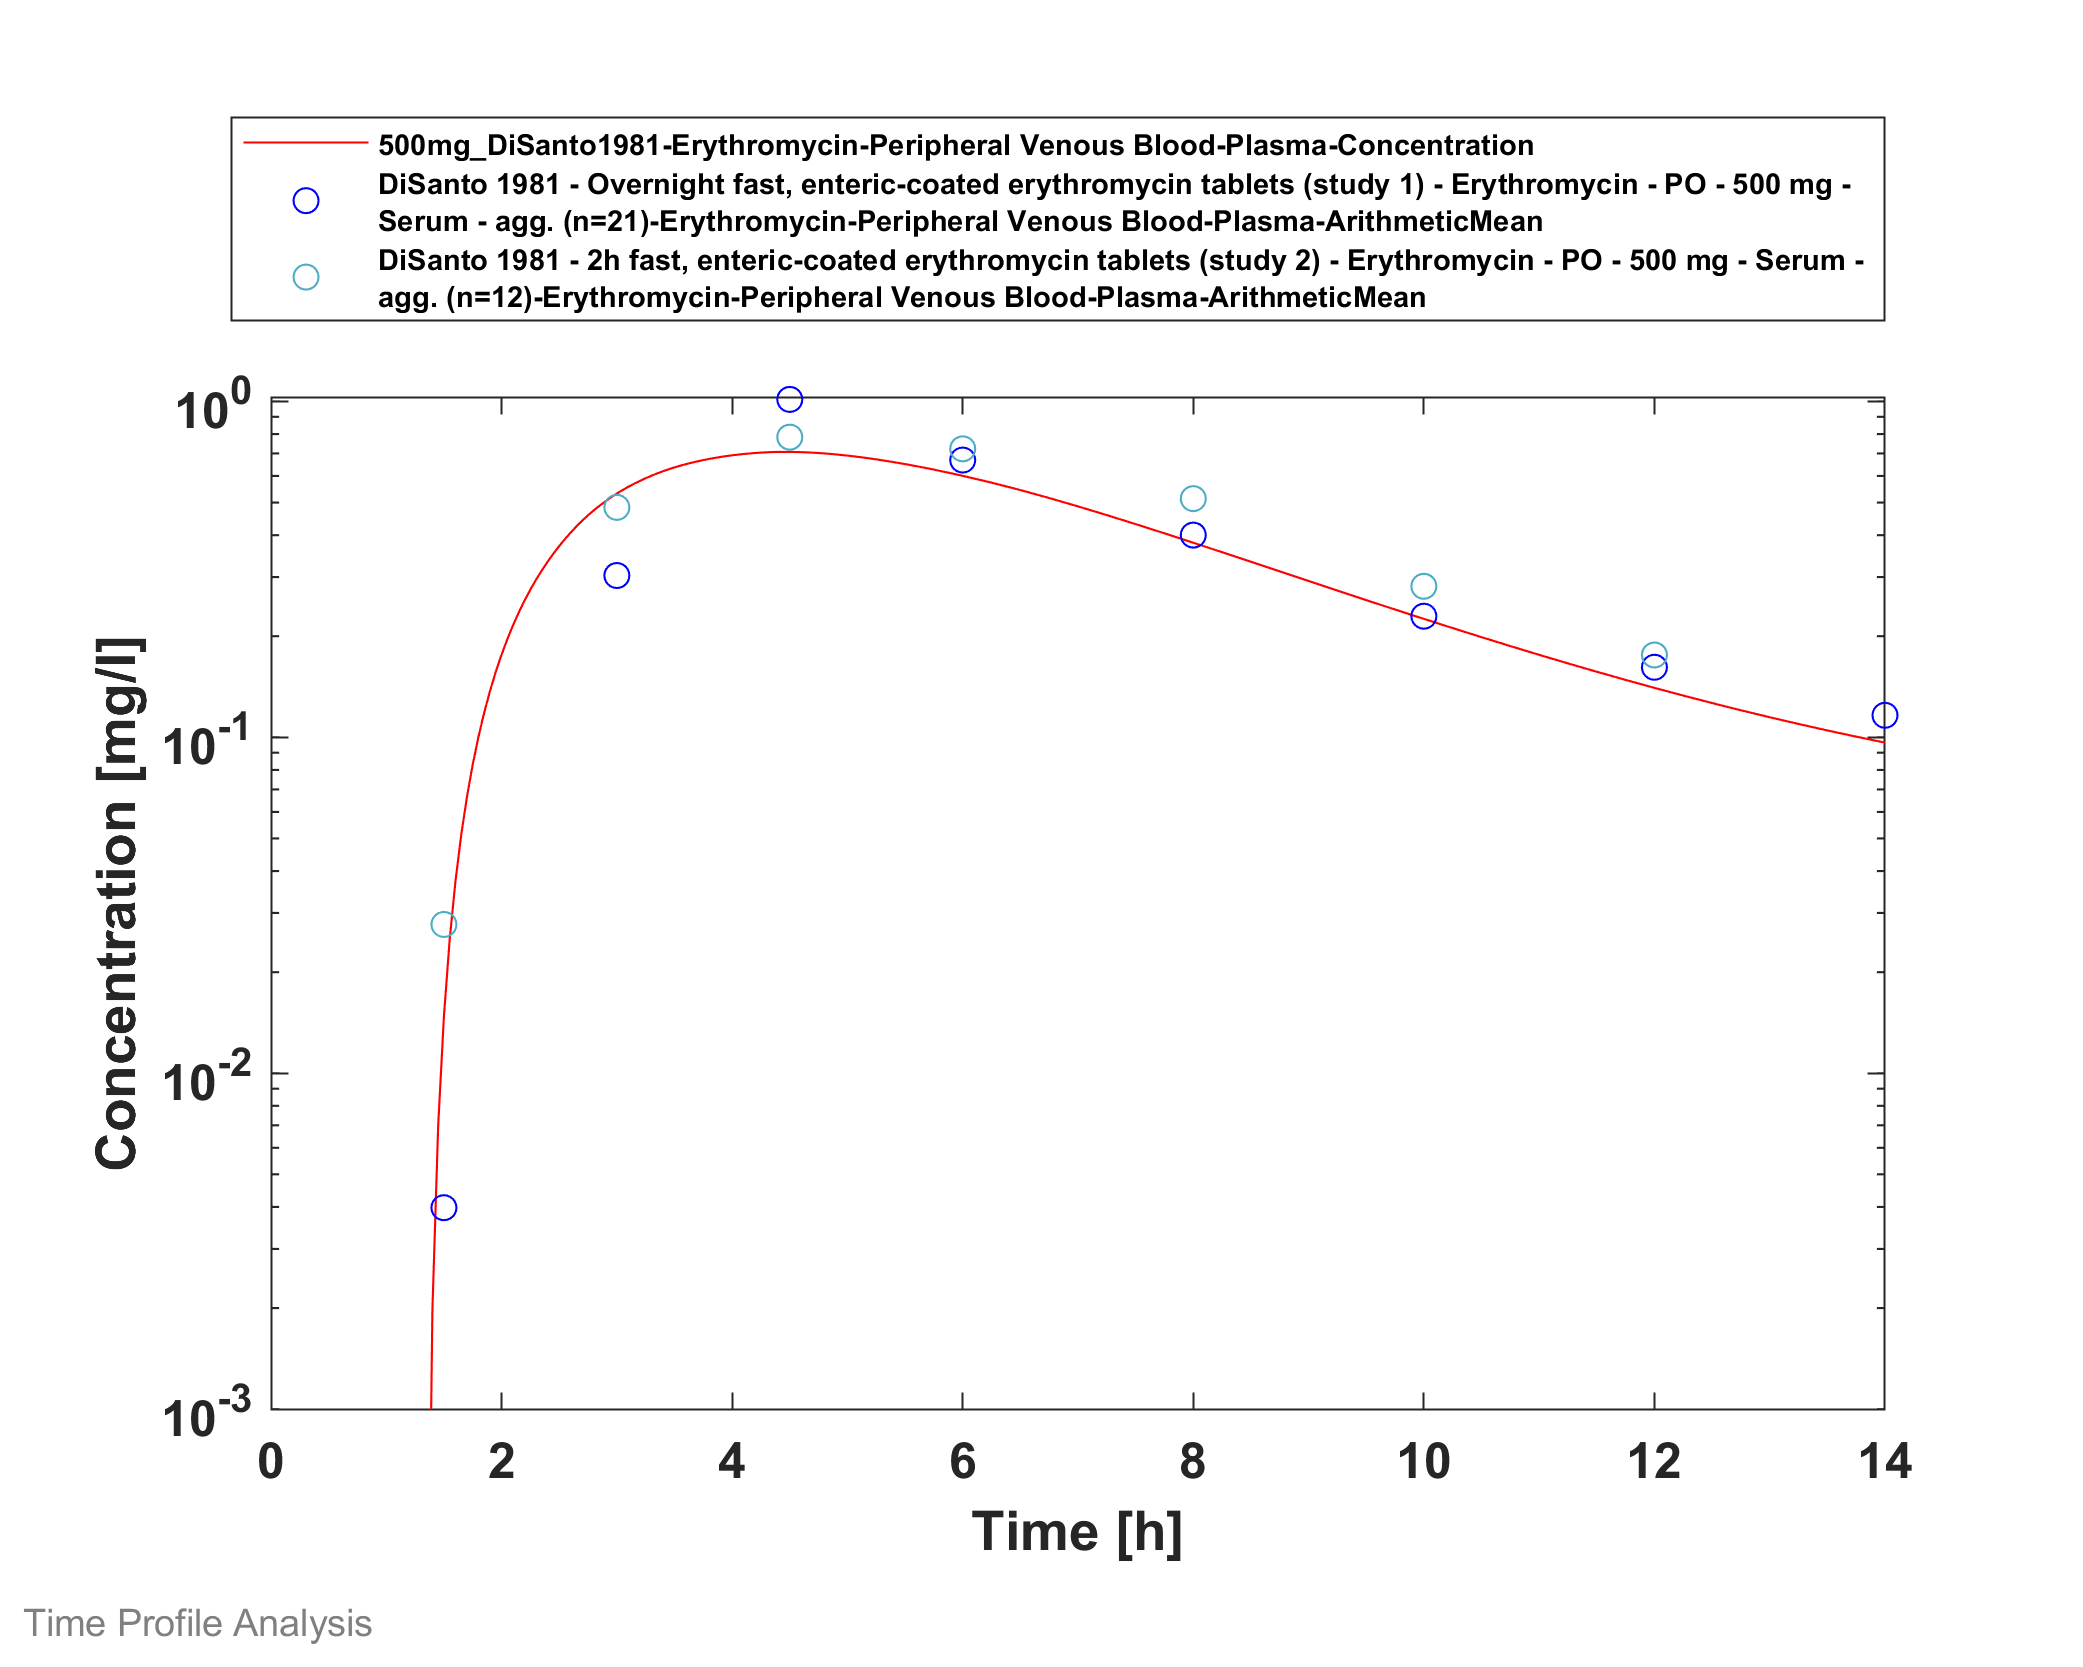 500mg_DiSanto1981-Erythromycin-Peripheral Venous Blood-Plasma-Concentration
DiSanto 1981 - Overnight fast, enteric-coated erythromycin tablets (study 1) - Erythromycin - PO - 500 mg -
Serum - agg. (n=21)-Erythromycin-Peripheral Venous Blood-Plasma-ArithmeticMean
DiSanto 1981 - 2h fast, enteric-coated erythromycin tablets (study 2) - Erythromycin - PO - 500 mg - Serum -
agg. (n=12)-Erythromycin-Peripheral Venous Blood-Plasma-ArithmeticMean
10^0
10^-1
10^-2
10^-3
Concentration [mg/l]
0 2 4 6 8 10 12 14
Time [h]
Time Profile Analysis